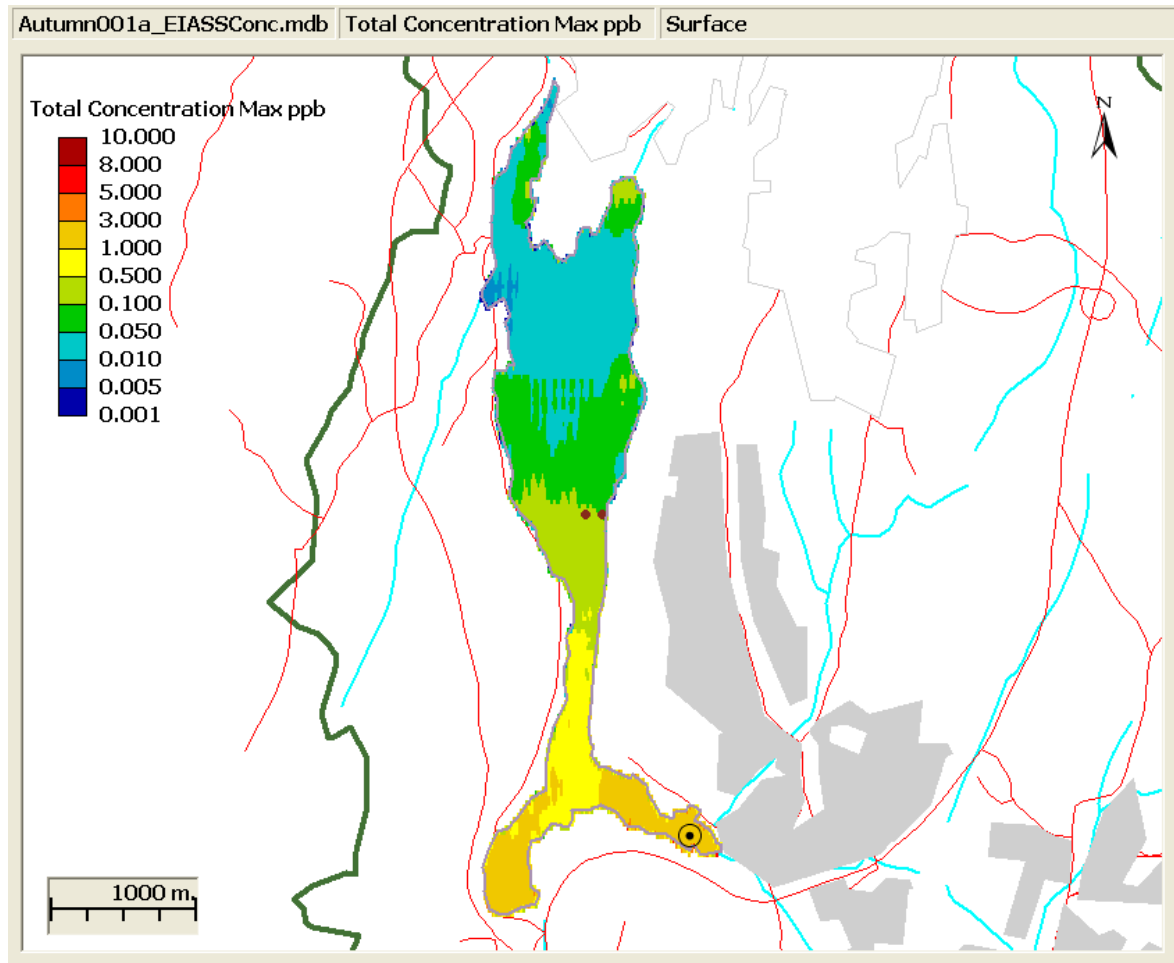 Autumn001a_EIASSConc.mdb Total Concentration Max ppb Surface
Total Concentration Max ppb
10.000
8.000
5.000
3.000
1.000
0.500
0.100
0.050
0.010
0.005
0.001
N
1000 m.